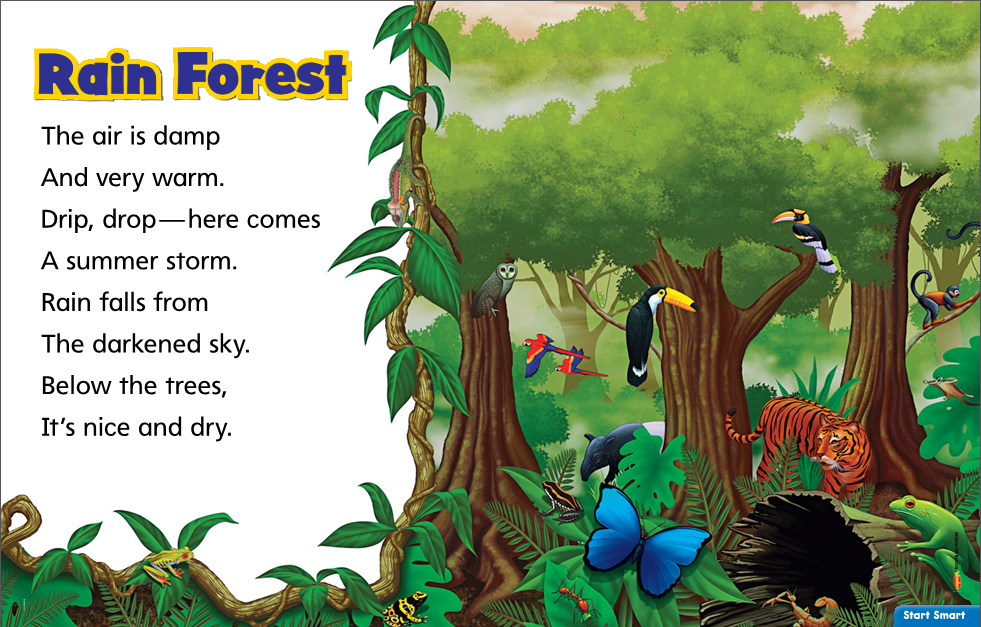 Rain Forest
The air is damp
And very warm.
Drip, drop—here comes
A summer storm.
Rain falls from
The darkened sky.
Below the trees,
It's nice and dry.
Start Smart